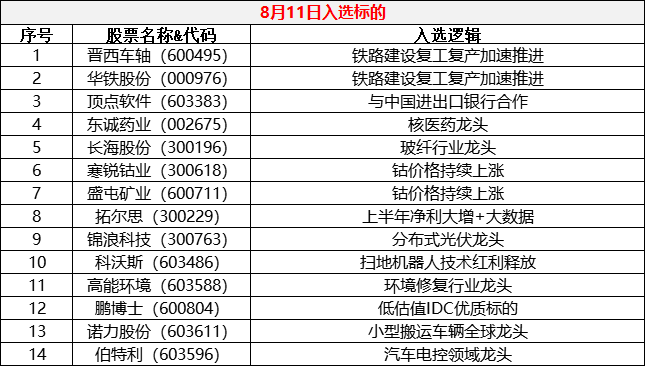 8月11日入选标的
序号 股票名称&代码 入选逻辑
1 晋西车轴（600495） 铁路建设复工复产加速推进
2 华铁股份（000976） 铁路建设复工复产加速推进
3 顶点软件（603383） 与中国进出口银行合作
4 东诚药业（002675） 核医药龙头
5 长海股份（300196） 玻纤行业龙头
6 寒锐钴业（300618） 钴价格持续上涨
7 盛屯矿业（600711） 钴价格持续上涨
8 拓尔思（300229） 上半年净利大增+大数据
9 锦浪科技（300763） 分布式光伏龙头
10 科沃斯（603486） 扫地机器人技术红利释放
11 高能环境（603588） 环境修复行业龙头
12 鹏博士（600804） 低估值IDC优质标的
13 诺力股份（603611） 小型搬运车辆全球龙头
14 伯特利（603596） 汽车电控领域龙头